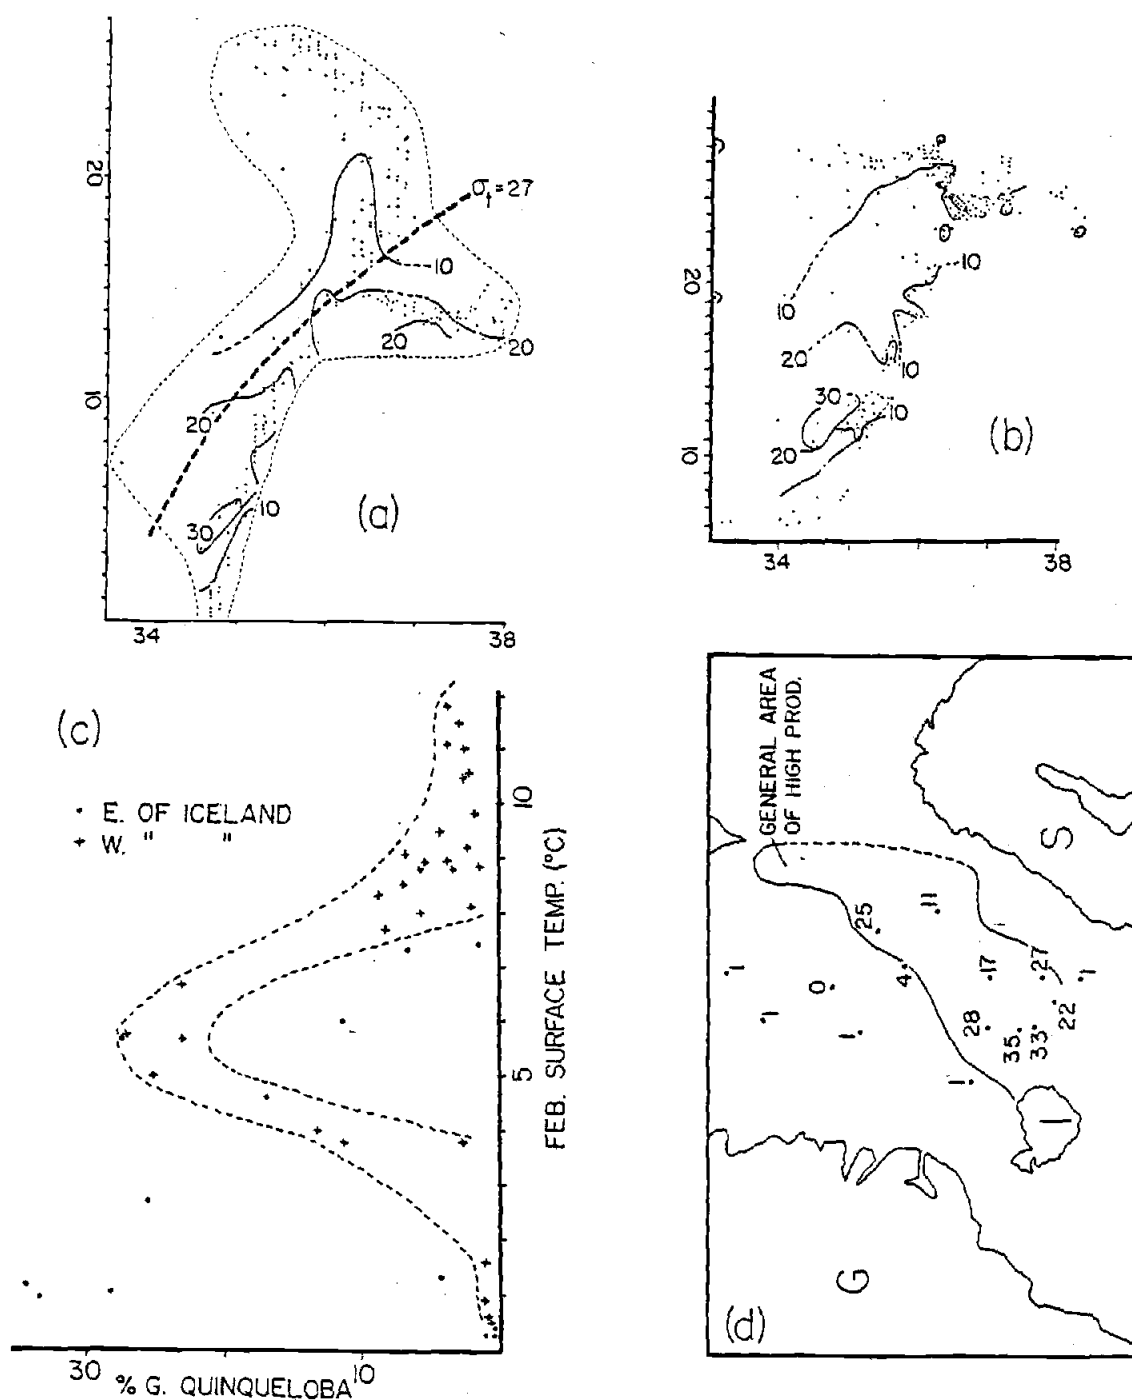 20
σt=27
10
20
20
10
20
30
10
(a)
34
38
20
10
10
20
10
30
10
20
10
(b)
34
38
(c)
• E. OF ICELAND
+ W. " "
10
5
FEB. SURFACE TEMP. (°C)
30
10
% G. QUINQUELOBA
GENERAL AREA
OF HIGH PROD.
S
25
11
1
0
4
17
27
1
1
1
28
22
35
33
1
I
G
(d)